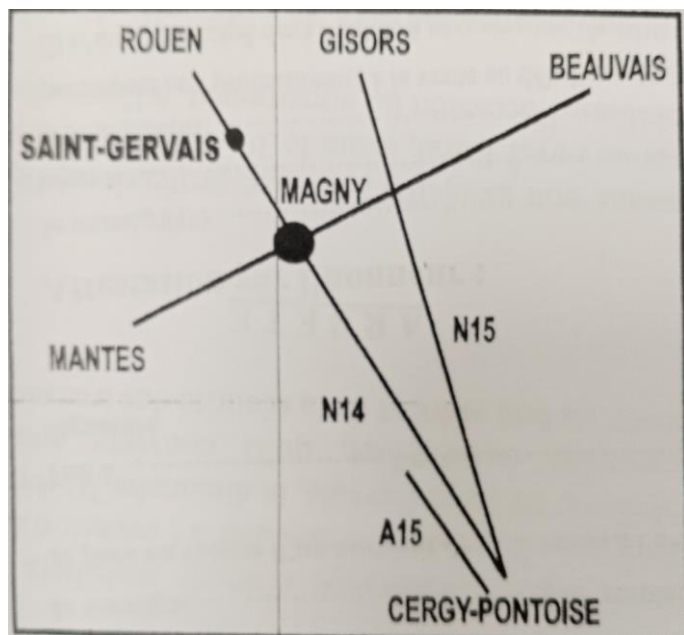 ROUEN
GISORS
BEAUVAIS
SAINT-GERVAIS
MAGNY
N15
MANTES
N14
A15
CERGY-PONTOISE